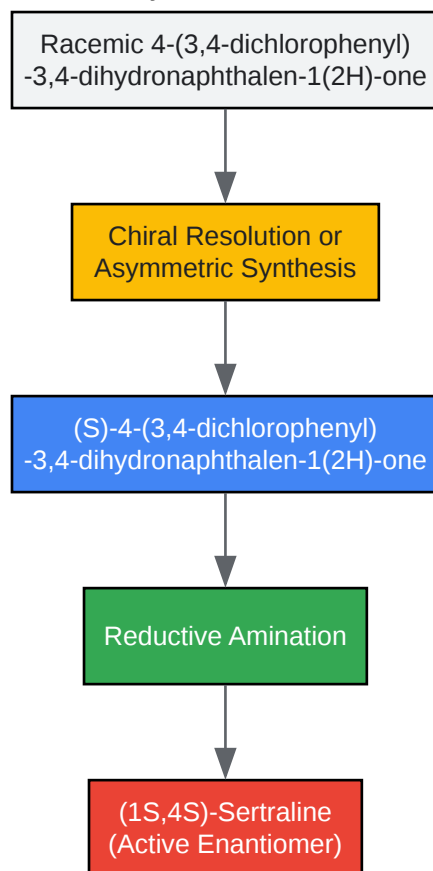 Racemic 4-(3,4-dichlorophenyl)
-3,4-dihydronaphthalen-1(2H)-one
Chiral Resolution or
Asymmetric Synthesis
(S)-4-(3,4-dichlorophenyl)
-3,4-dihydronaphthalen-1(2H)-one
Reductive Amination
(1S,4S)-Sertraline
(Active Enantiomer)